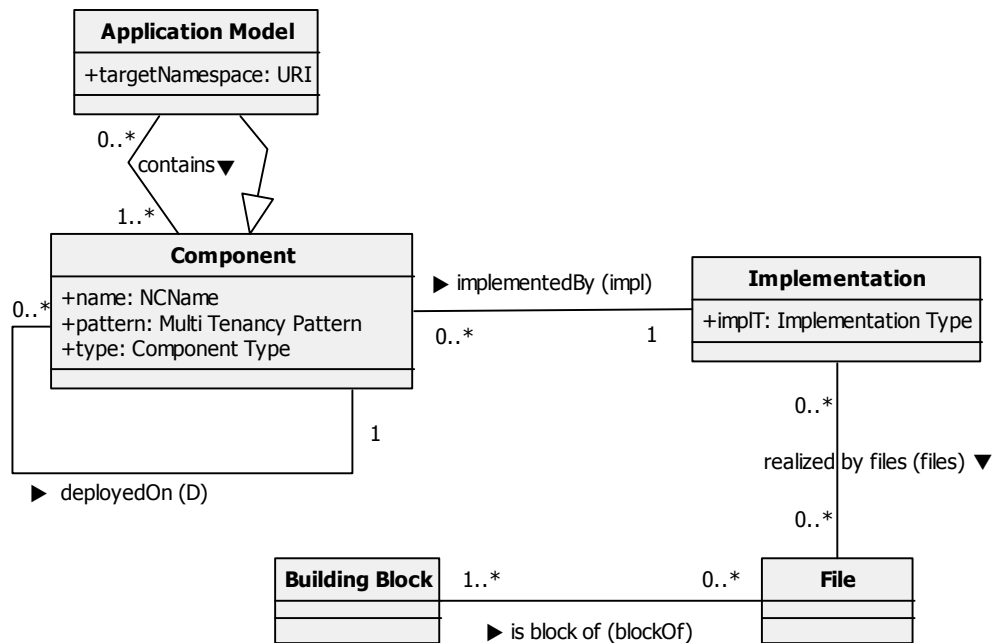 Application Model
+targetNamespace: URI
0..*
contains ▼
1..*
Component
+name: NCName
+pattern: Multi Tenancy Pattern
+type: Component Type
0..*
1
▶ deployedOn (D)
▶ implementedBy (impl)
0..*
1
Implementation
+implT: Implementation Type
0..*
realized by files (files) ▼
0..*
Building Block
1..*
0..*
File
▶ is block of (blockOf)